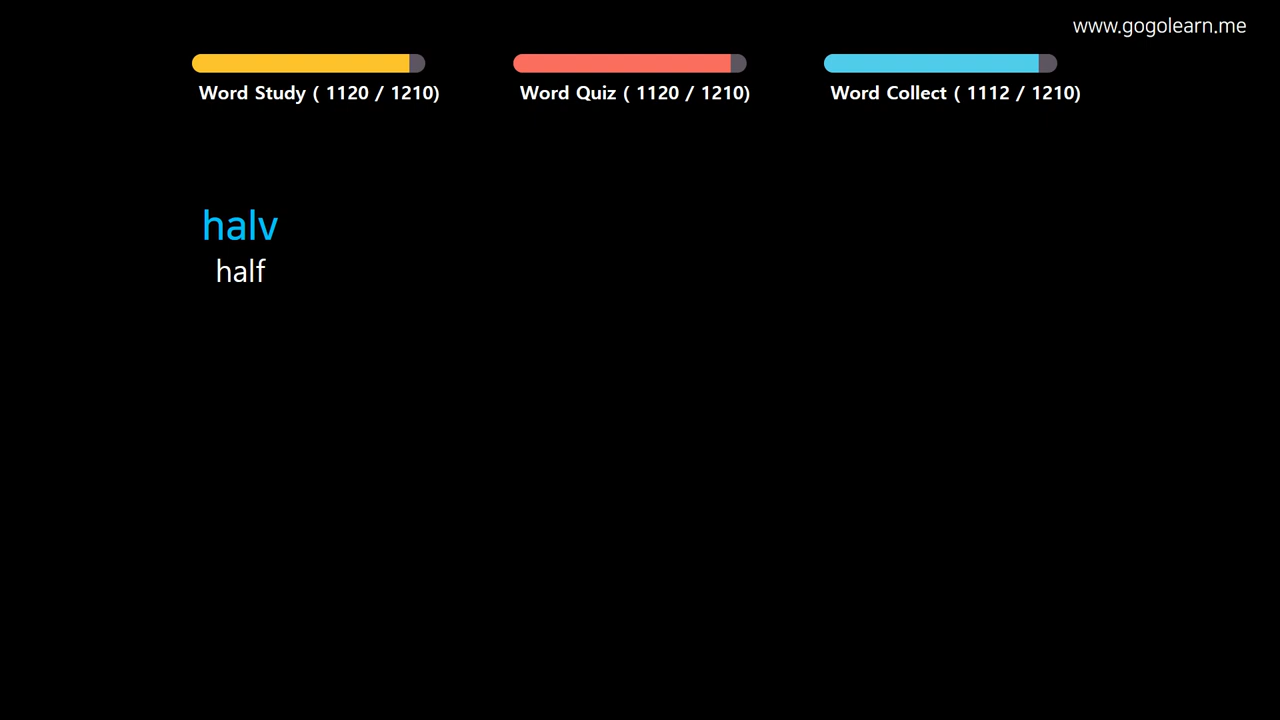 www.gogolearn.me
Word Study ( 1120 / 1210)
Word Quiz ( 1120 / 1210)
Word Collect ( 1112 / 1210)
halv
half